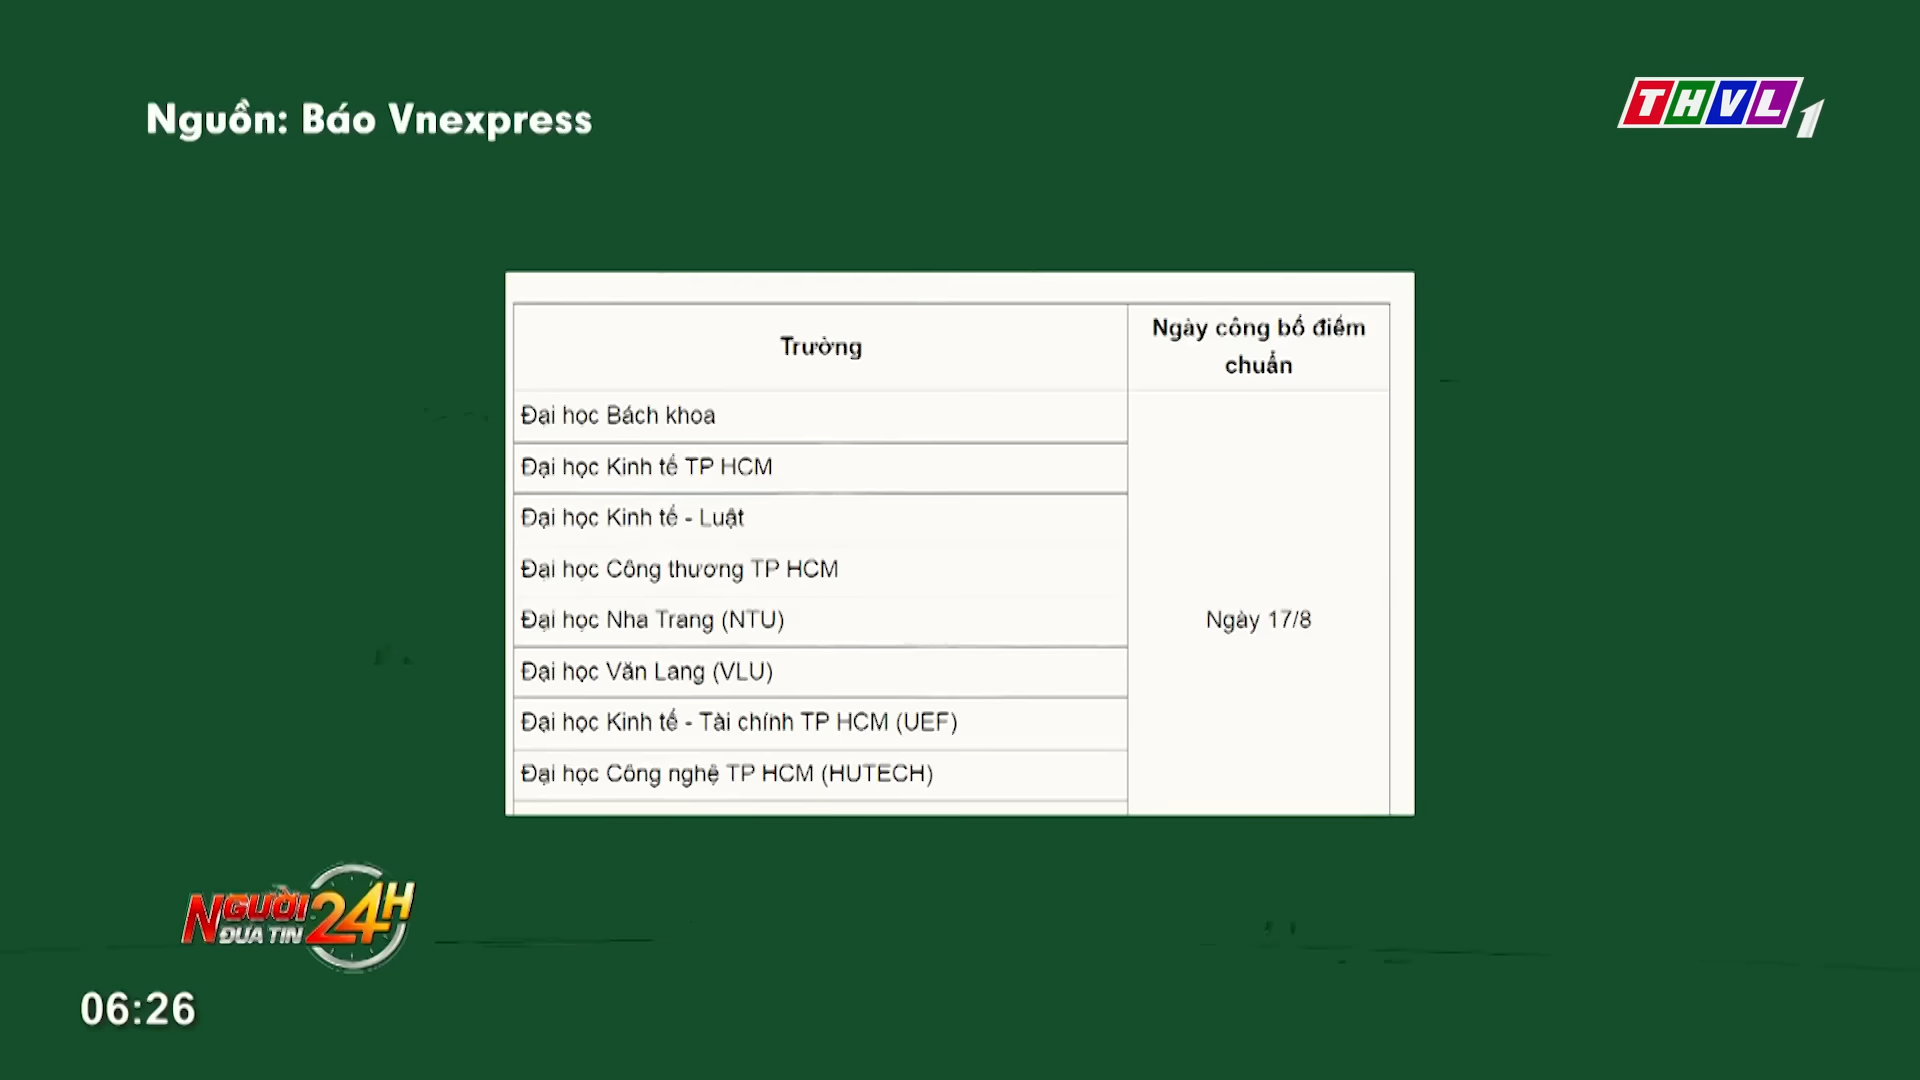 Nguồn: Báo Vnexpress
THVL1
Trường
Ngày công bố điểm
chuẩn
Đại học Bách khoa
Đại học Kinh tế TP HCM
Đại học Kinh tế - Luật
Đại học Công thương TP HCM
Đại học Nha Trang (NTU)
Ngày 17/8
Đại học Văn Lang (VLU)
Đại học Kinh tế - Tài chính TP HCM (UEF)
Đại học Công nghệ TP HCM (HUTECH)
NGƯỜI
ĐƯA TIN
24H
06:26